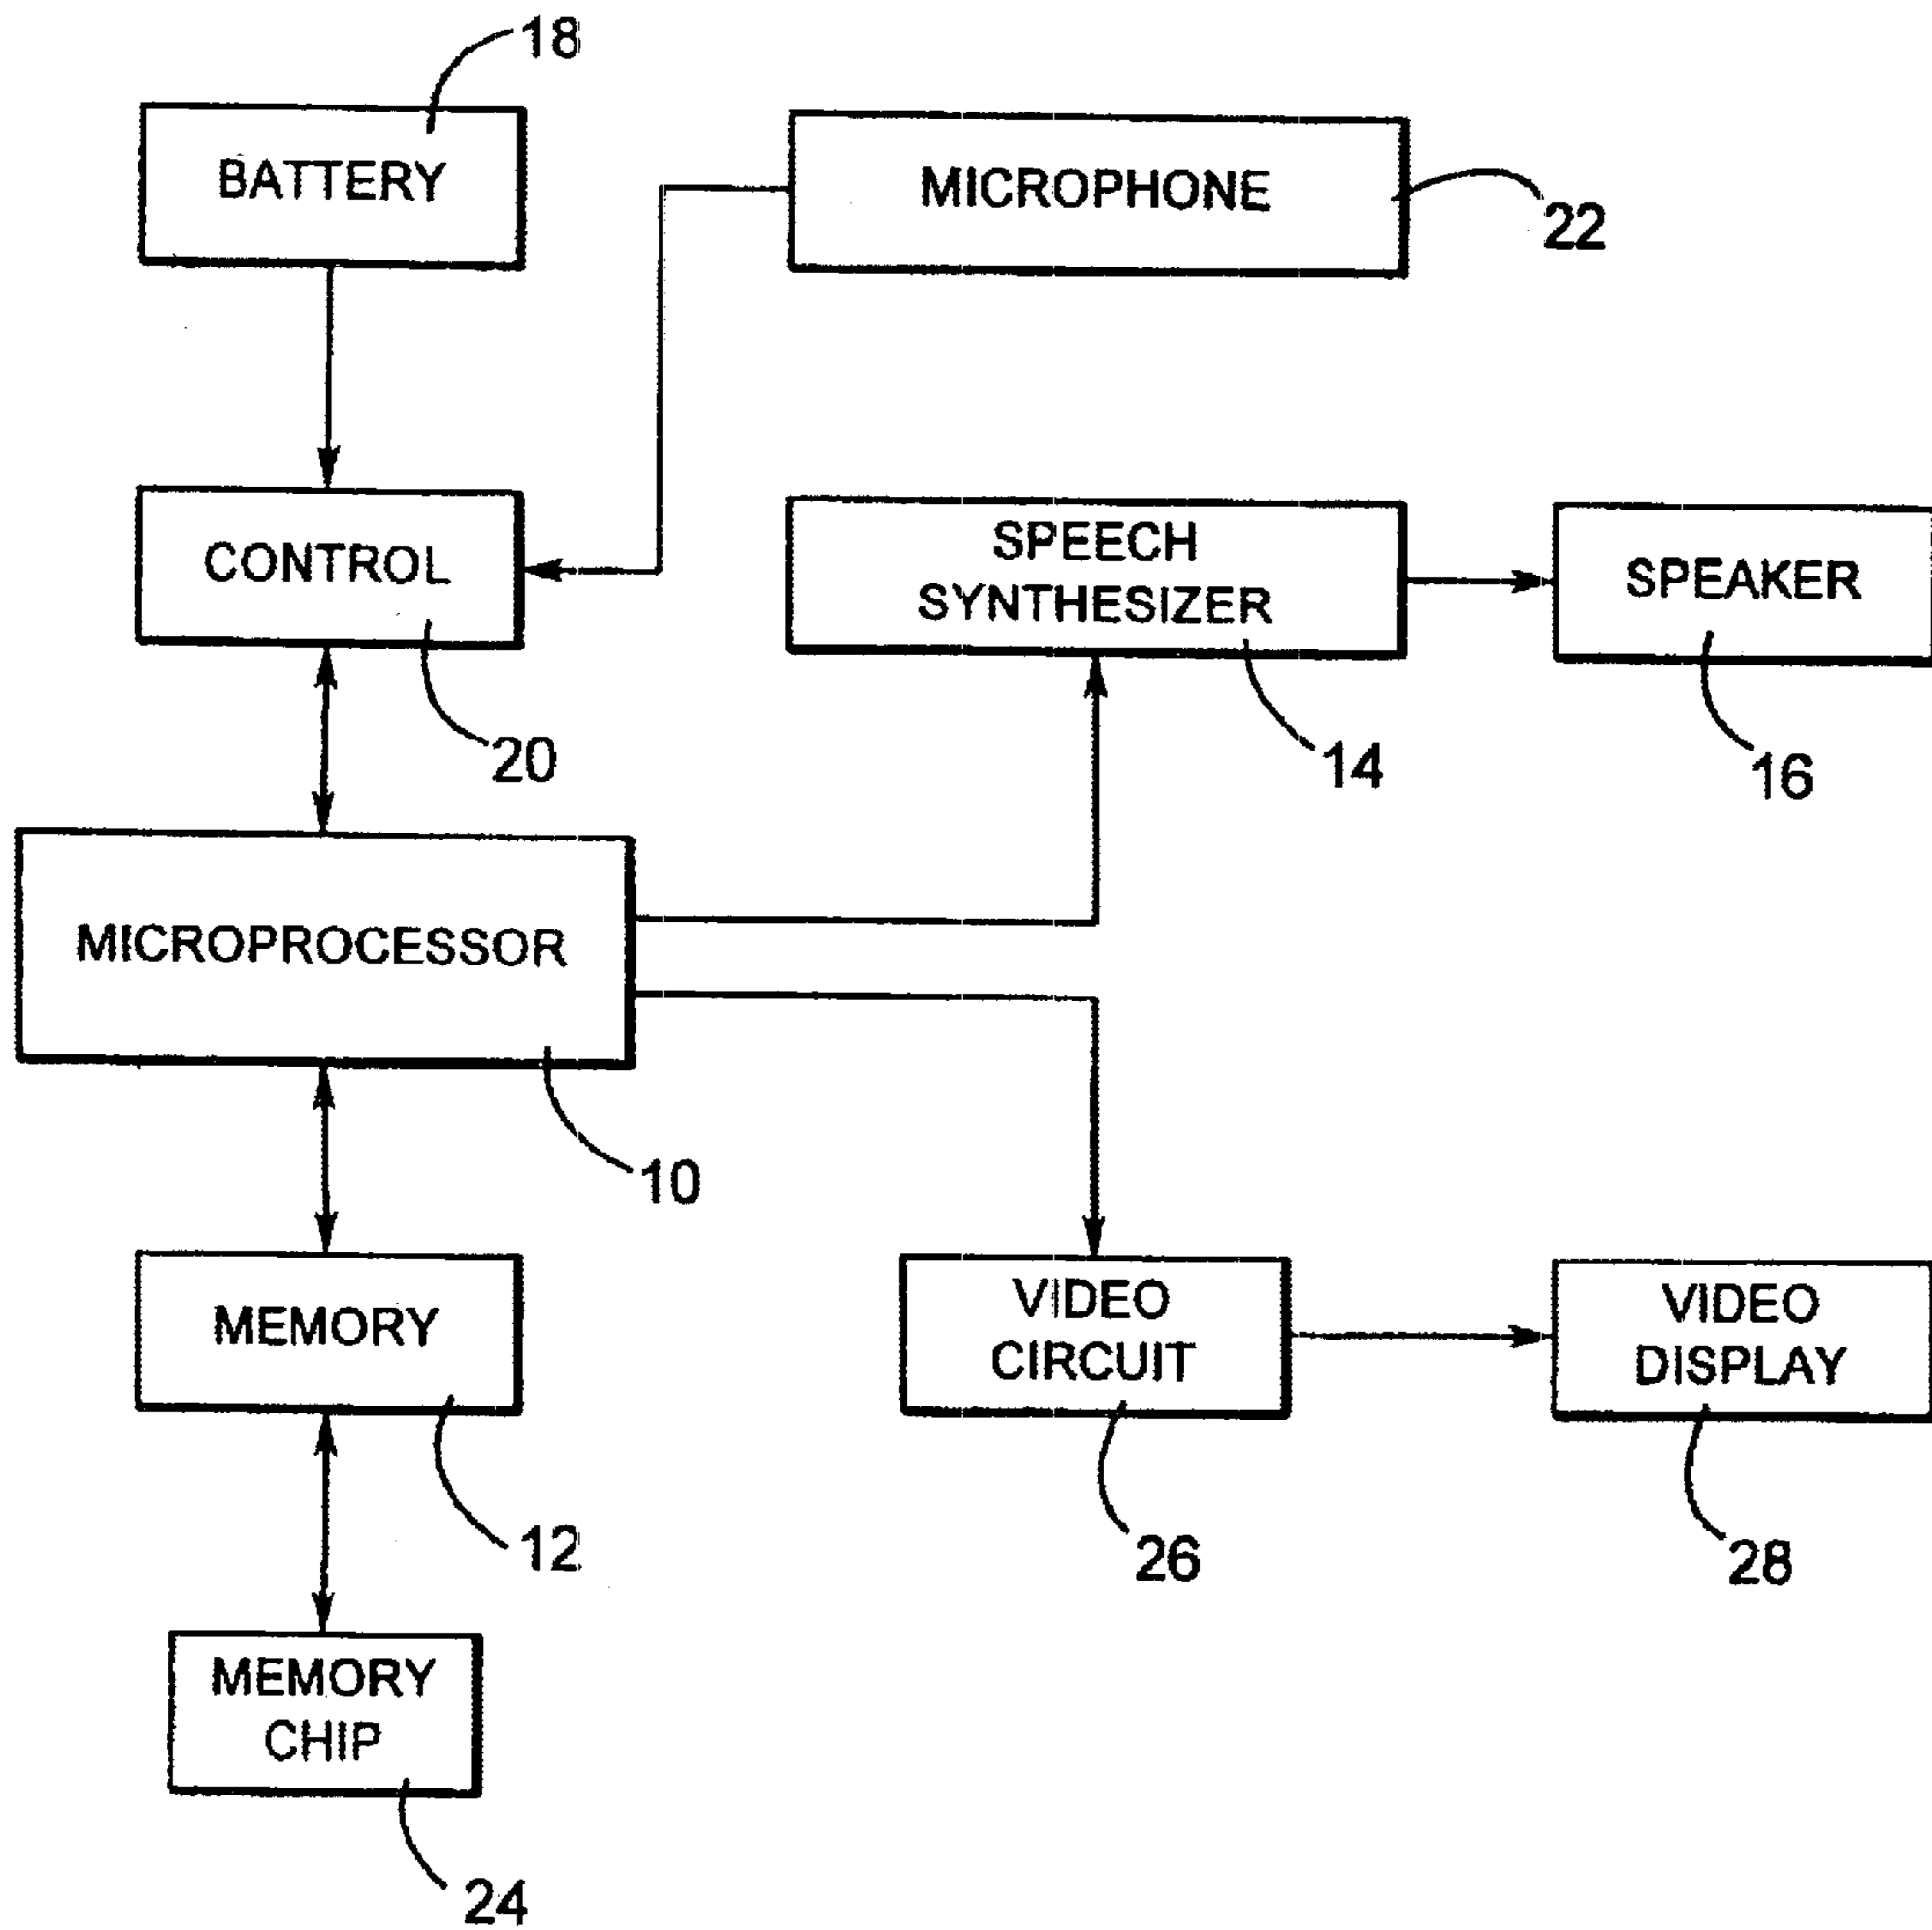 18
BATTERY
MICROPHONE
22
CONTROL
20
SPEECH
SYNTHESIZER
14
SPEAKER
16
MICROPROCESSOR
10
MEMORY
12
VIDEO
CIRCUIT
26
VIDEO
DISPLAY
28
MEMORY
CHIP
24